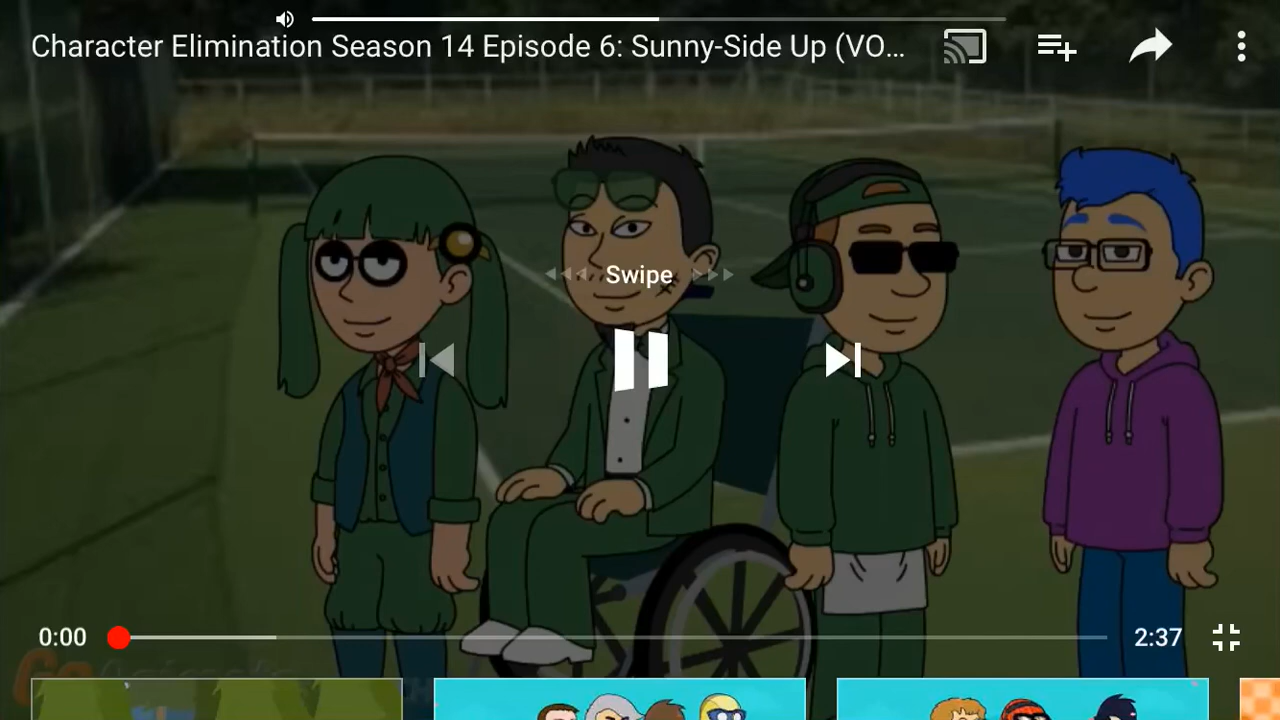 Character Elimination Season 14 Episode 6: Sunny-Side Up (VO...
Swipe
0:00
2:37